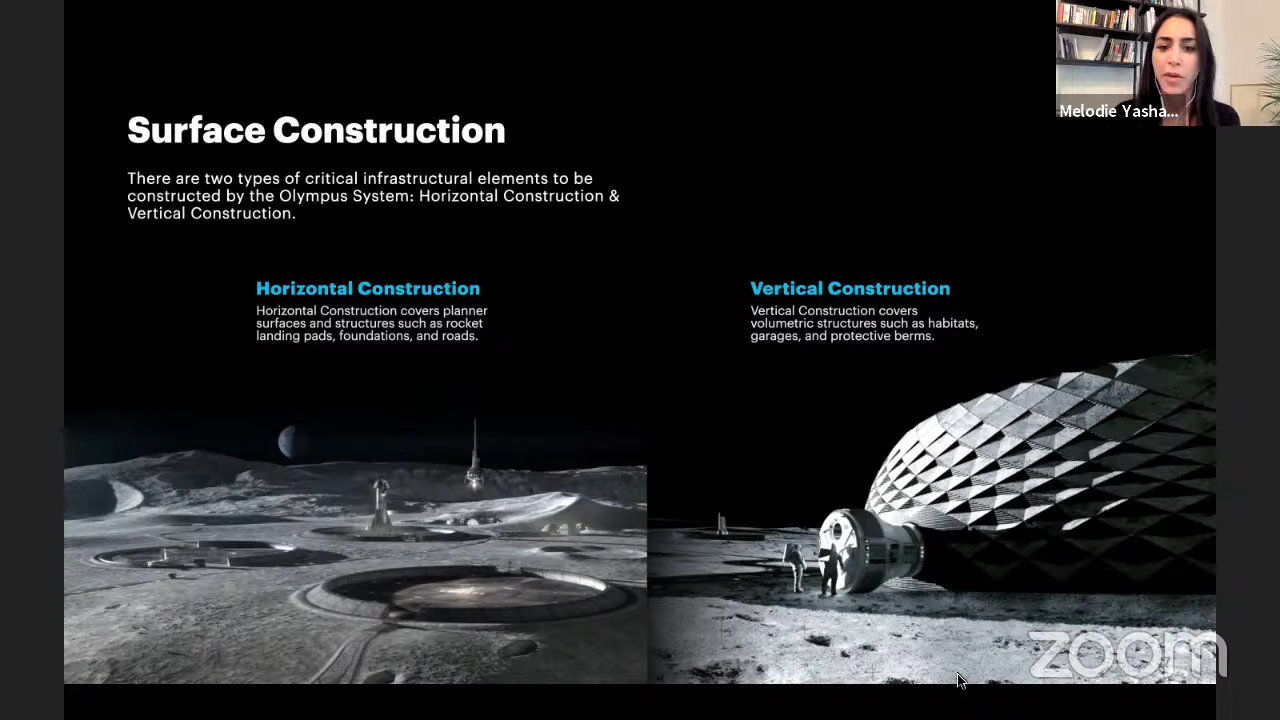 Melodie Yasha...
Surface Construction
There are two types of critical infrastructural elements to be
constructed by the Olympus System: Horizontal Construction &
Vertical Construction.
Horizontal Construction
Horizontal Construction covers planner
surfaces and structures such as rocket
landing pads, foundations, and roads.
Vertical Construction
Vertical Construction covers
volumetric structures such as habitats,
garages, and protective berms.
zoom